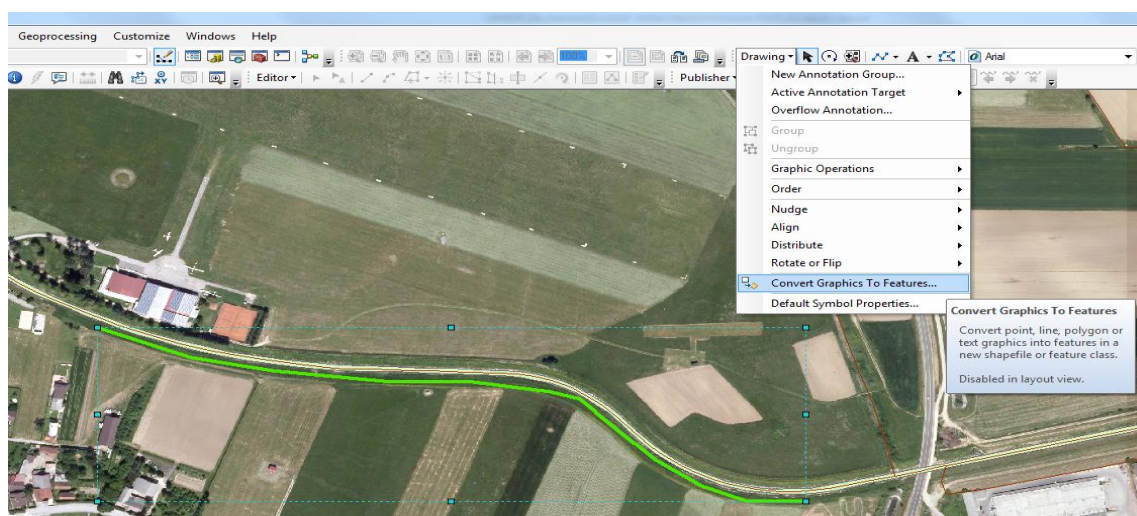 Geoprocessing Customize Windows Help
100%
Drawing
A
Arial
Editor
Publisher
New Annotation Group...
Active Annotation Target
Overflow Annotation...
Group
Ungroup
Graphic Operations
Order
Nudge
Align
Distribute
Rotate or Flip
Convert Graphics To Features...
Default Symbol Properties...
Convert Graphics To Features
Convert point, line, polygon or
text graphics into features in a
new shapefile or feature class.
Disabled in layout view.